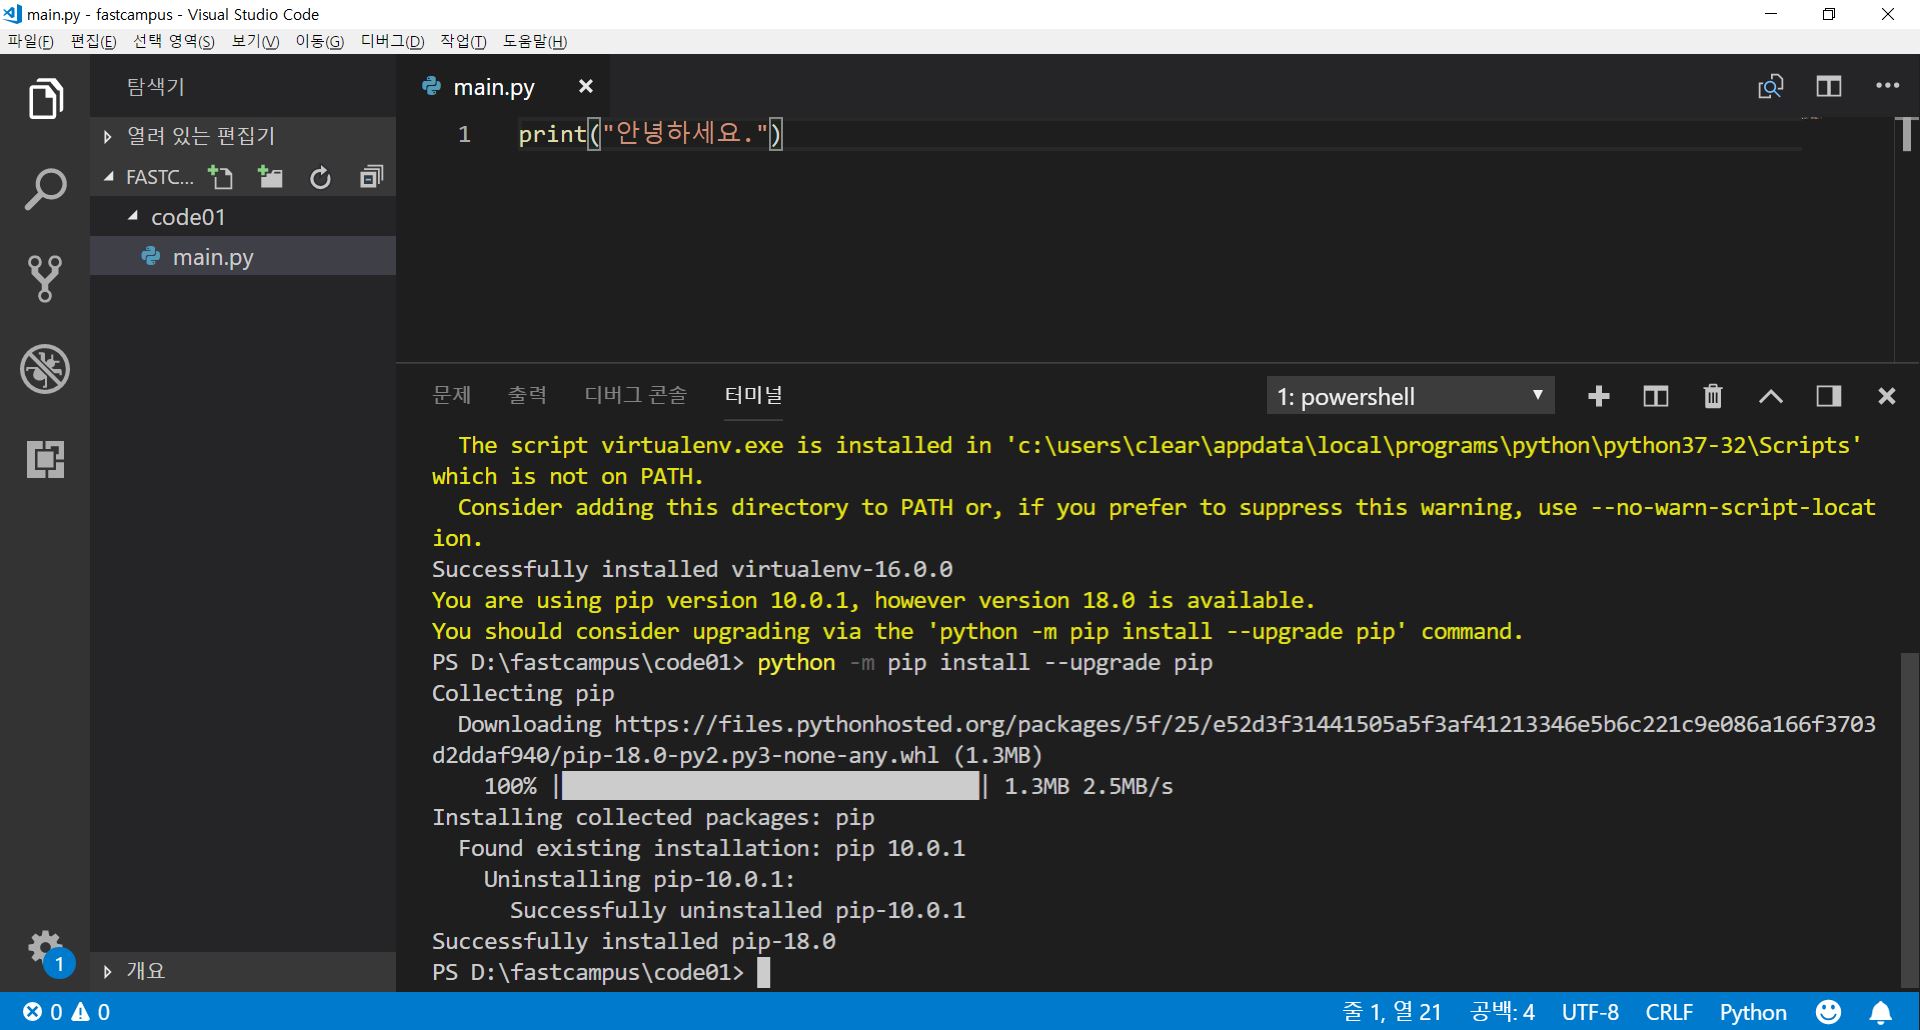 main.py - fastcampus - Visual Studio Code
파일(F) 편집(E) 선택 영역(S) 보기(V) 이동(G) 디버그(D) 작업(T) 도움말(H)
탐색기
열려 있는 편집기
FASTC...
code01
main.py
main.py
1 print("안녕하세요.")
문제 출력 디버그 콘솔 터미널 1: powershell
The script virtualenv.exe is installed in 'c:\users\clear\appdata\local\programs\python\python37-32\Scripts'
which is not on PATH.
Consider adding this directory to PATH or, if you prefer to suppress this warning, use --no-warn-script-locat
ion.
Successfully installed virtualenv-16.0.0
You are using pip version 10.0.1, however version 18.0 is available.
You should consider upgrading via the 'python -m pip install --upgrade pip' command.
PS D:\fastcampus\code01> python -m pip install --upgrade pip
Collecting pip
Downloading https://files.pythonhosted.org/packages/5f/25/e52d3f31441505a5f3af41213346e5b6c221c9e086a166f3703
d2ddaf940/pip-18.0-py2.py3-none-any.whl (1.3MB)
100% |████████████████████████████████| 1.3MB 2.5MB/s
Installing collected packages: pip
Found existing installation: pip 10.0.1
Uninstalling pip-10.0.1:
Successfully uninstalled pip-10.0.1
Successfully installed pip-18.0
PS D:\fastcampus\code01>
1
개요
0 0 줄 1, 열 21 공백: 4 UTF-8 CRLF Python